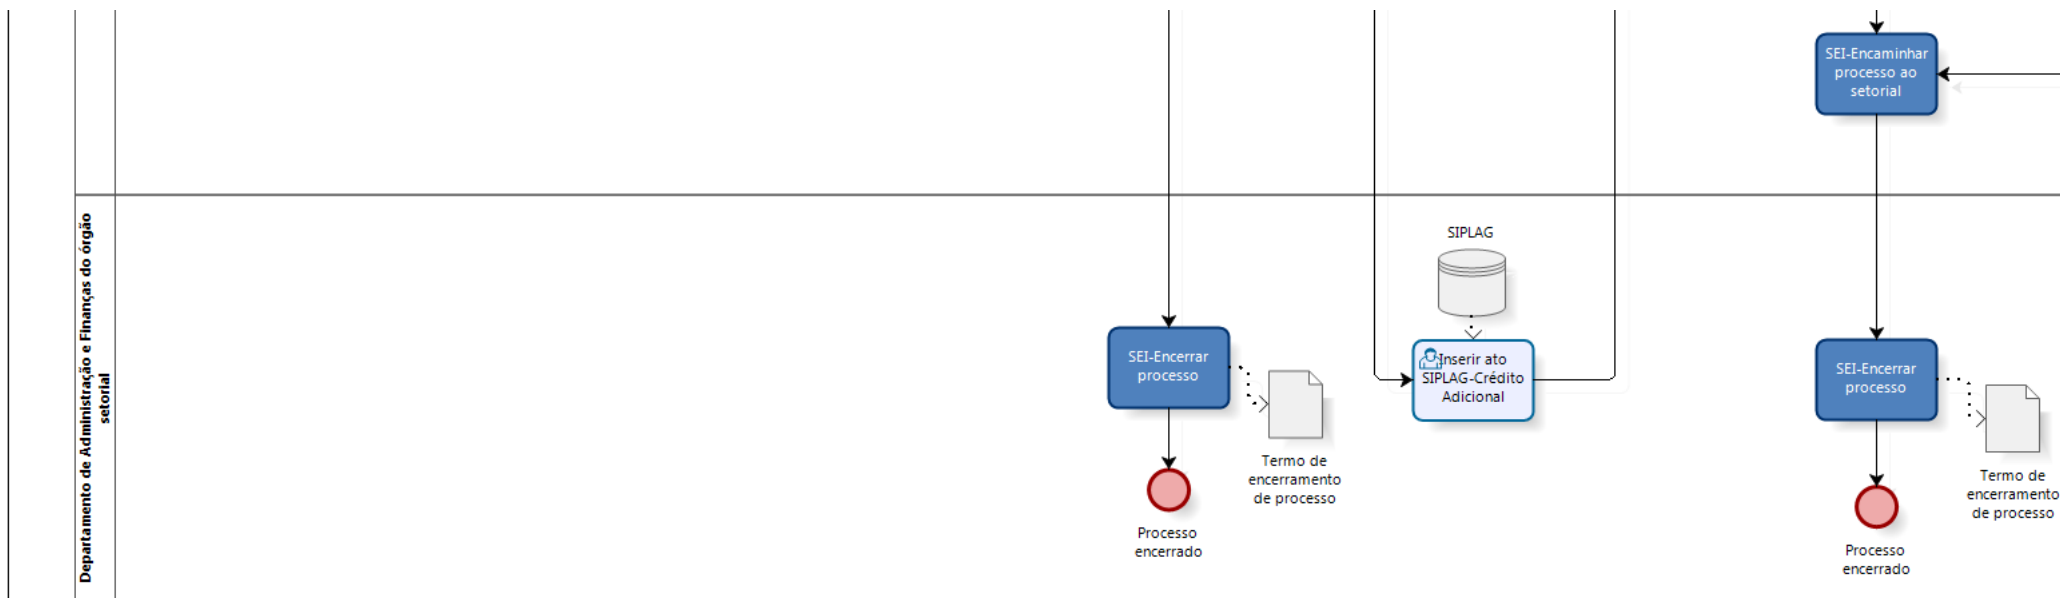 SEI-Encaminhar
processo ao
setorial
Departamento de Administração e Finanças do órgão
setorial
SIPLAG
SEI-Encerrar
processo
Inserir ato
SIPLAG-Crédito
Adicional
SEI-Encerrar
processo
Termo de
encerramento
de processo
Termo de
encerramento
de processo
Processo
encerrado
Processo
encerrado